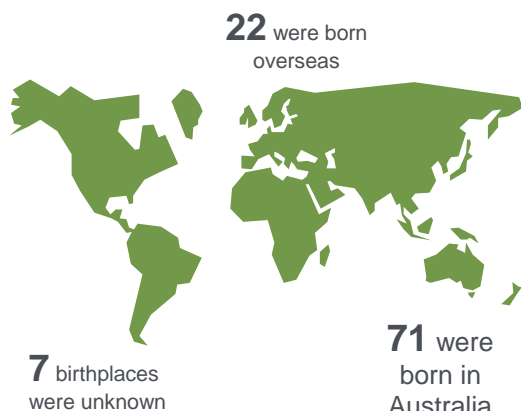 22 were born
overseas
7 birthplaces
were unknown
71 were
born in
Australia